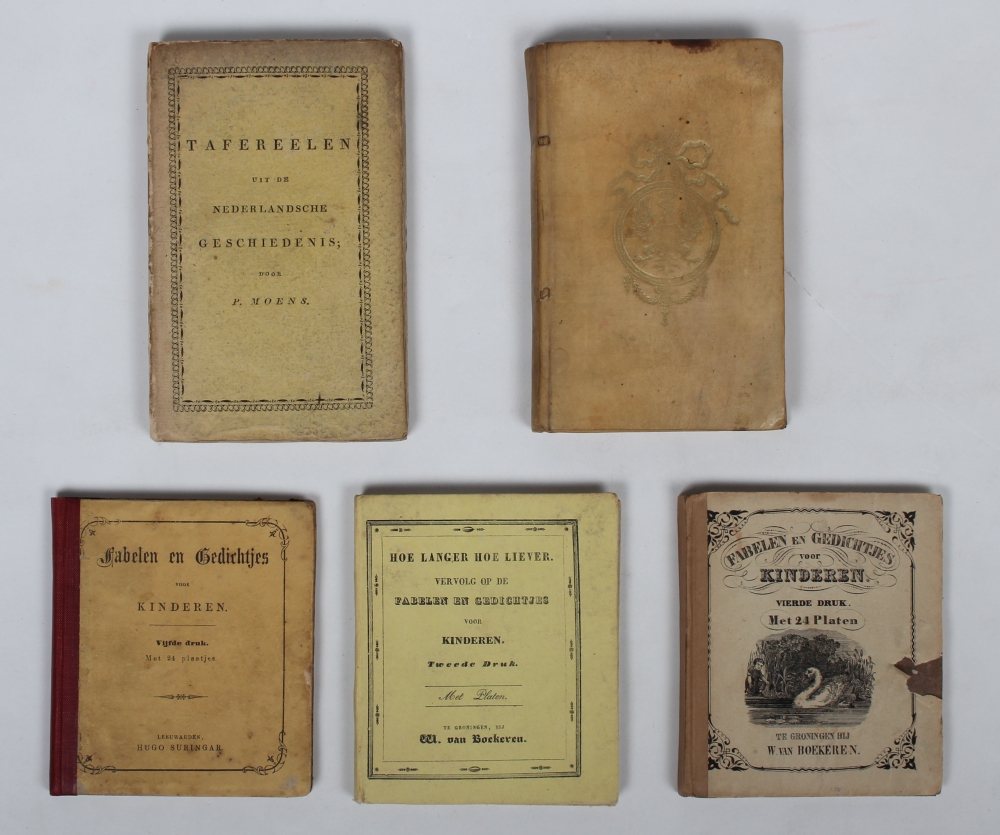 TAFEREELEN
UIT DE
NEDERLANDSCHE
GESCHIEDENIS;
DOOR
P. MOENS.
Fabelen en Gedichtjes
VOOR
KINDEREN.
Vijfde druk.
Met 24 plantjes
LEEUWARDEN,
HUGO SURINGAR
HOE LANGER HOE LIEVER.
VERVOLG OP DE
FABELEN EN GEDICHTJES
VOOR
KINDEREN.
Tweede Druk.
Met Platen.
TE GRONINGEN, BIJ
W. van Boekeren.
FABELEN EN GEDICHTJES
voor
KINDEREN.
VIERDE DRUK.
Met 24 Platen
TE GRONINGEN BIJ
W VAN BOEKEREN.